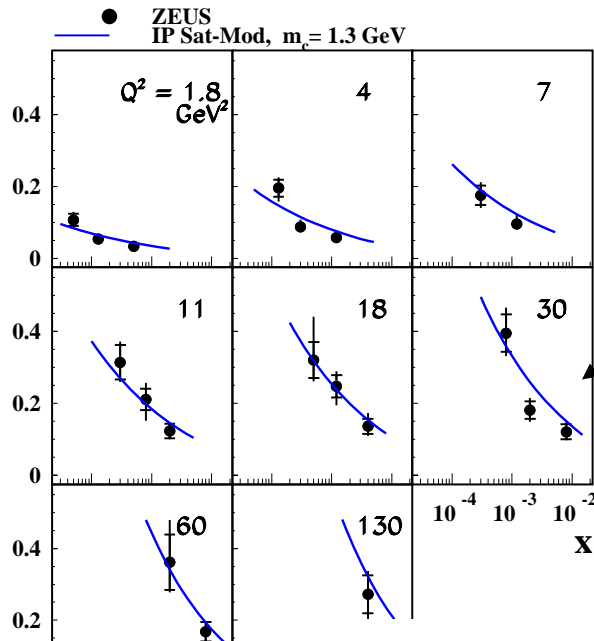 ZEUS
IP Sat-Mod, m_c= 1.3 GeV
Q² = 1.8
GeV²
4
7
0.4
0.2
0
11
18
30
0.4
0.2
0
10⁻⁴ 10⁻³ 10⁻²
x
60
130
0.4
0.2